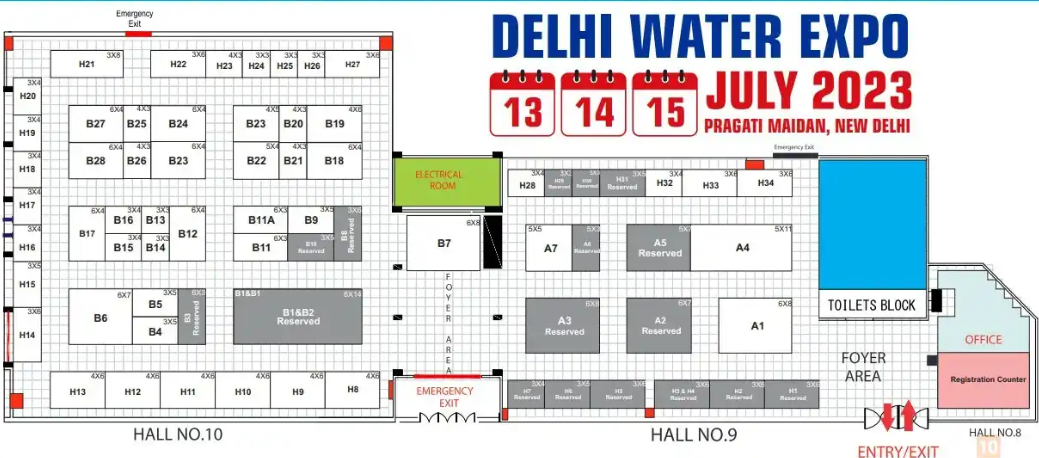 DELHI WATER EXPO
13 14 15 JULY 2023
PRAGATI MAIDAN, NEW DELHI
Emergency
Exit
3X8 H21
3X6 H22
4X3 H23
3X3 H24
3X3 H25
3X3 H26
3X6 H27
3X4 H20
3X4 H19
3X4 H18
3X4 H17
3X4 H16
3X5 H15
3X6 H14
6X4 B27
4X3 B25
6X4 B24
4X5 B23
4X3 B20
4X6 B19
6X4 B28
4X3 B26
6X4 B23
5X4 B22
4X3 B21
6X4 B18
6X4 B17
3X4 B16
3X3 B13
6X4 B12
3X4 B15
3X3 B14
6X3 B11A
3X5 B9
3X6 B8 Reserved
6X3 B11
3X5 B10 Reserved
6X7 B6
3X5 B5
3X5 B4
6X3 B3 Reserved
B1&B1 6X14
B1&B2
Reserved
4X6 H13
4X6 H12
4X6 H11
4X6 H10
4X6 H9
4X6 H8
HALL NO.10
ELECTRICAL
ROOM
6X8 B7
FOYER AREA
EMERGENCY
EXIT
Emergency Exit
3X4 H28
Reserved
Reserved
3X5 H31 Reserved
3X4 H32
3X6 H33
3X6 H34
5X5 A7
5X3 A6 Reserved
A5 Reserved
5X11 A4
6X8 A3 Reserved
6X7 A2 Reserved
6X8 A1
3X4 H7 Reserved
3X5 H6 Reserved
3X6 H5 Reserved
3X6 H3 & H4 Reserved
3X6 H2 Reserved
3X6 H1 Reserved
HALL NO.9
TOILETS BLOCK
FOYER
AREA
OFFICE
Registration Counter
ENTRY/EXIT
HALL NO.8
10